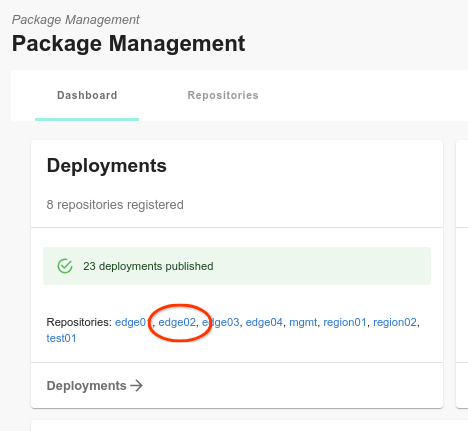 Package Management
Package Management
Dashboard Repositories
Deployments
8 repositories registered
23 deployments published
Repositories: edge01, edge02, edge03, edge04, mgmt, region01, region02,
test01
Deployments